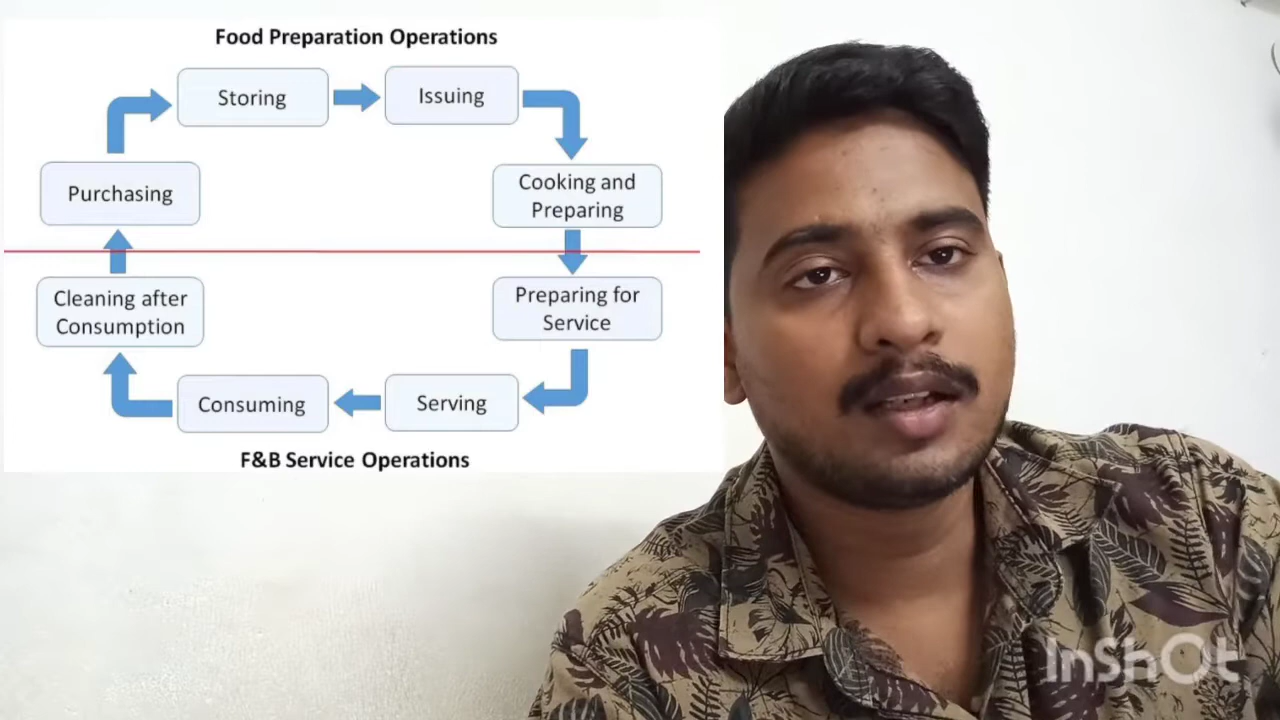 Food Preparation Operations
Storing
Issuing
Purchasing
Cooking and
Preparing
Cleaning after
Consumption
Preparing for
Service
Consuming
Serving
F&B Service Operations
InShOt